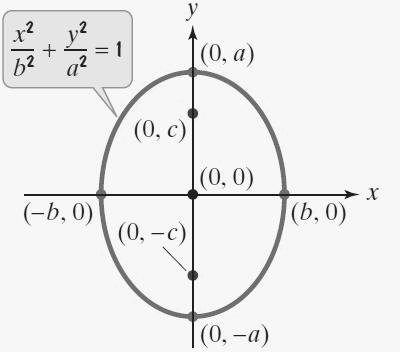 y
x²/b² + y²/a² = 1
(0, a)
(0, c)
(0, 0)
x
(−b, 0)
(b, 0)
(0, −c)
(0, −a)